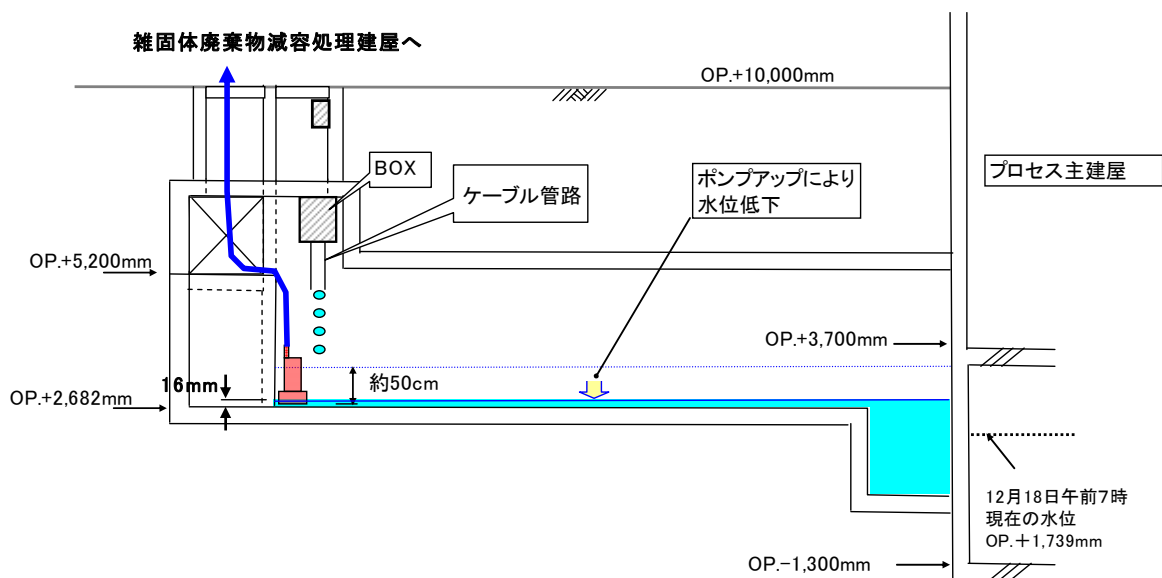 雑固体廃棄物減容処理建屋へ
OP.+10,000mm
BOX
ケーブル管路
ポンプアップにより
水位低下
プロセス主建屋
OP.+5,200mm
OP.+3,700mm
16mm
約50cm
OP.+2,682mm
12月18日午前7時
現在の水位
OP.＋1,739mm
OP.-1,300mm